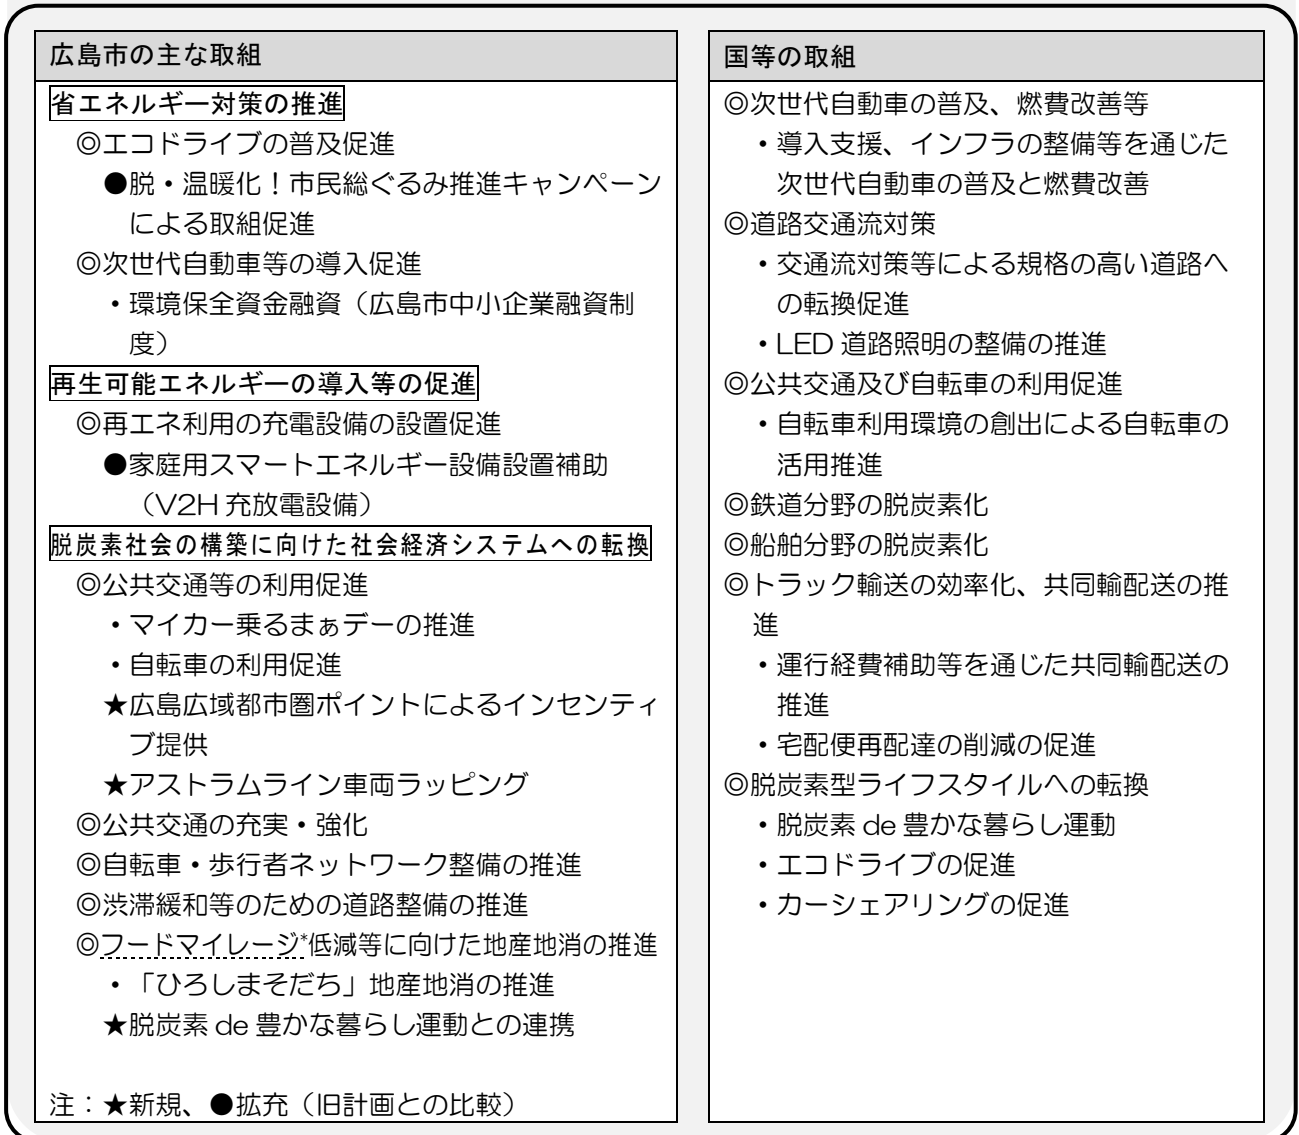 広島市の主な取組
省エネルギー対策の推進
◎エコドライブの普及促進
●脱・温暖化！市民総ぐるみ推進キャンペーン
による取組促進
◎次世代自動車等の導入促進
・環境保全資金融資（広島市中小企業融資制
度）
再生可能エネルギーの導入等の促進
◎再エネ利用の充電設備の設置促進
●家庭用スマートエネルギー設備設置補助
（V2H 充放電設備）
脱炭素社会の構築に向けた社会経済システムへの転換
◎公共交通等の利用促進
・マイカー乗るまぁデーの推進
・自転車の利用促進
★広島広域都市圏ポイントによるインセンティ
ブ提供
★アストラムライン車両ラッピング
◎公共交通の充実・強化
◎自転車・歩行者ネットワーク整備の推進
◎渋滞緩和等のための道路整備の推進
◎フードマイレージ*低減等に向けた地産地消の推進
・「ひろしまそだち」地産地消の推進
★脱炭素 de 豊かな暮らし運動との連携
注：★新規、●拡充（旧計画との比較）
国等の取組
◎次世代自動車の普及、燃費改善等
・導入支援、インフラの整備等を通じた
次世代自動車の普及と燃費改善
◎道路交通流対策
・交通流対策等による規格の高い道路へ
の転換促進
・LED 道路照明の整備の推進
◎公共交通及び自転車の利用促進
・自転車利用環境の創出による自転車の
活用推進
◎鉄道分野の脱炭素化
◎船舶分野の脱炭素化
◎トラック輸送の効率化、共同輸配送の推
進
・運行経費補助等を通じた共同輸配送の
推進
・宅配便再配達の削減の促進
◎脱炭素型ライフスタイルへの転換
・脱炭素 de 豊かな暮らし運動
・エコドライブの促進
・カーシェアリングの促進